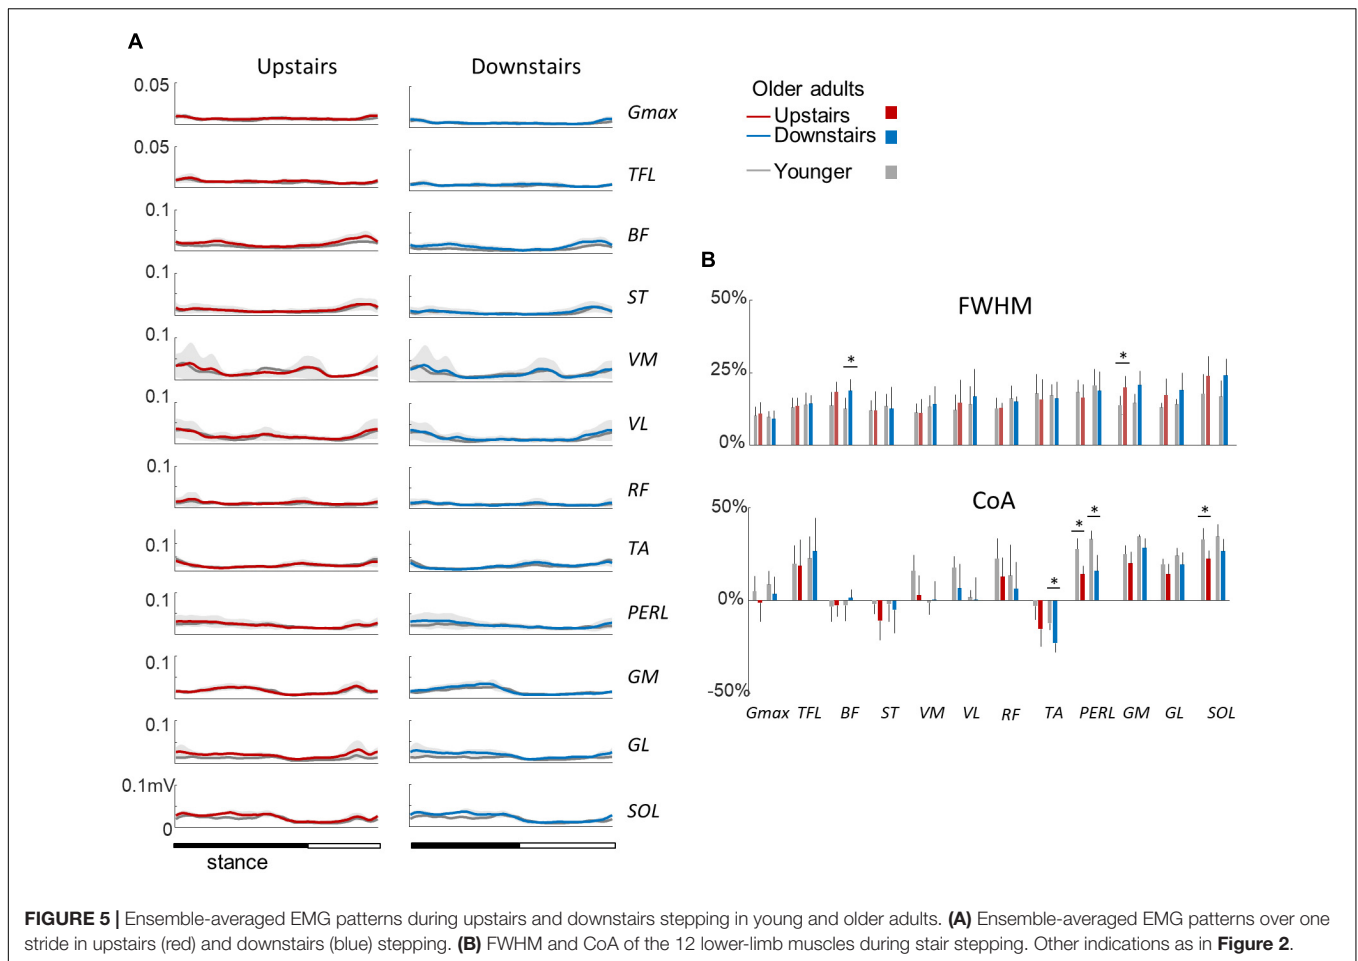 A
Upstairs
Downstairs
0.05
Gmax
0.05
TFL
0.1
BF
0.1
ST
0.1
VM
0.1
VL
0.1
RF
0.1
TA
0.1
PERL
0.1
GM
0.1
GL
0.1mV
0
SOL
stance
Older adults
Upstairs
Downstairs
Younger
B
FWHM
50%
25%
0%
*
*
CoA
50%
0%
-50%
*
*
*
*
Gmax TFL BF ST VM VL RF TA PERL GM GL SOL
FIGURE 5 | Ensemble-averaged EMG patterns during upstairs and downstairs stepping in young and older adults. (A) Ensemble-averaged EMG patterns over one
stride in upstairs (red) and downstairs (blue) stepping. (B) FWHM and CoA of the 12 lower-limb muscles during stair stepping. Other indications as in Figure 2.